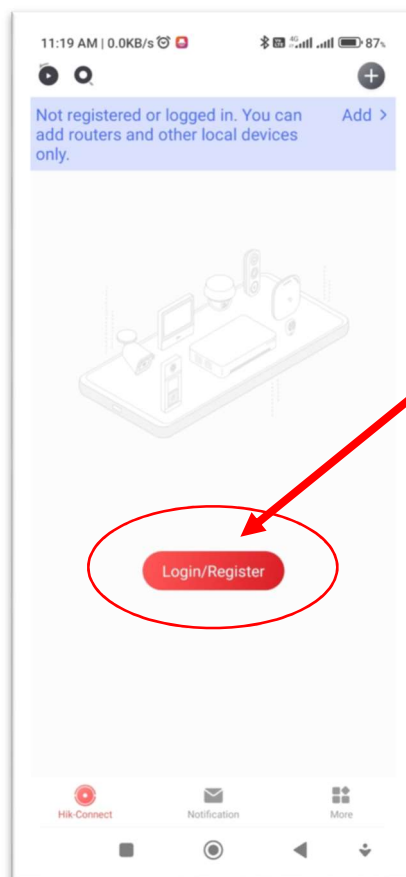 11:19 AM | 0.0KB/s
4G
87%
Not registered or logged in. You can
add routers and other local devices
only.
Add >
Login/Register
Hik-Connect
Notification
More